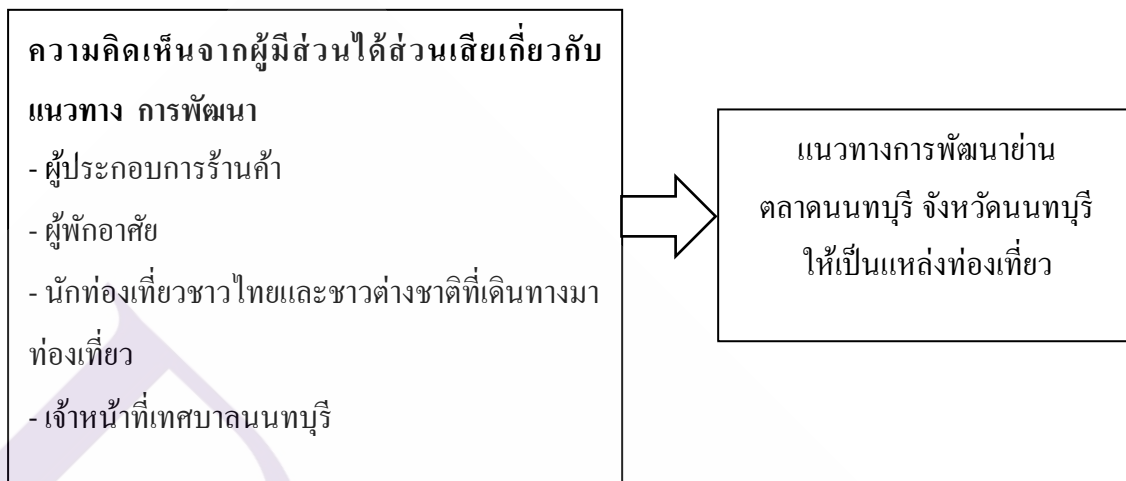 ความคิดเห็นจากผู้มีส่วนได้ส่วนเสียเกี่ยวกับ
แนวทาง การพัฒนา
- ผู้ประกอบการร้านค้า
- ผู้พักอาศัย
- นักท่องเที่ยวชาวไทยและชาวต่างชาติที่เดินทางมา
ท่องเที่ยว
- เจ้าหน้าที่เทศบาลนนทบุรี
แนวทางการพัฒนาย่าน
ตลาดนนทบุรี จังหวัดนนทบุรี
ให้เป็นแหล่งท่องเที่ยว